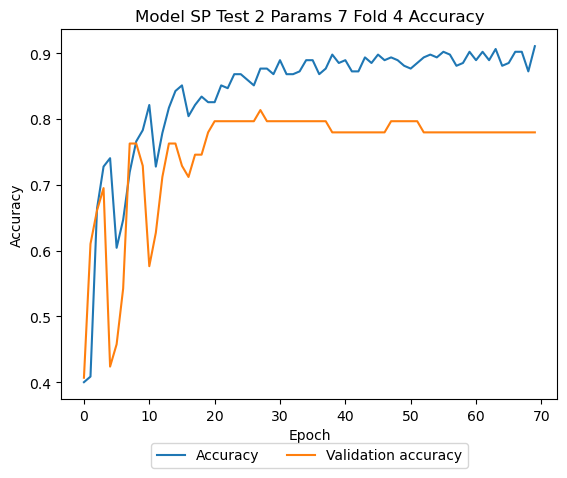 Model SP Test 2 Params 7 Fold 4 Accuracy
0.9
0.8
0.7
0.6
0.5
0.4
Accuracy
0 10 20 30 40 50 60 70
Epoch
Accuracy Validation accuracy